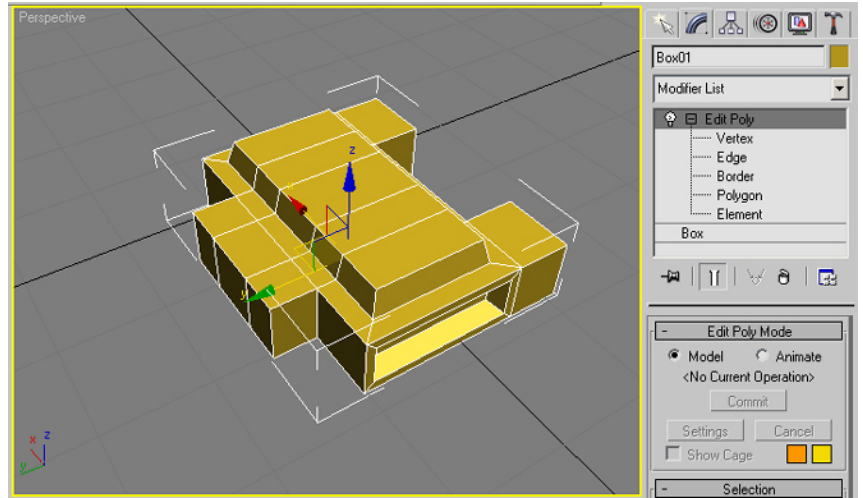 Perspective
z
y
x
z
y
Box01
Modifier List
Edit Poly
Vertex
Edge
Border
Polygon
Element
Box
- Edit Poly Mode
Model Animate
<No Current Operation>
Commit
Settings Cancel
Show Cage
- Selection